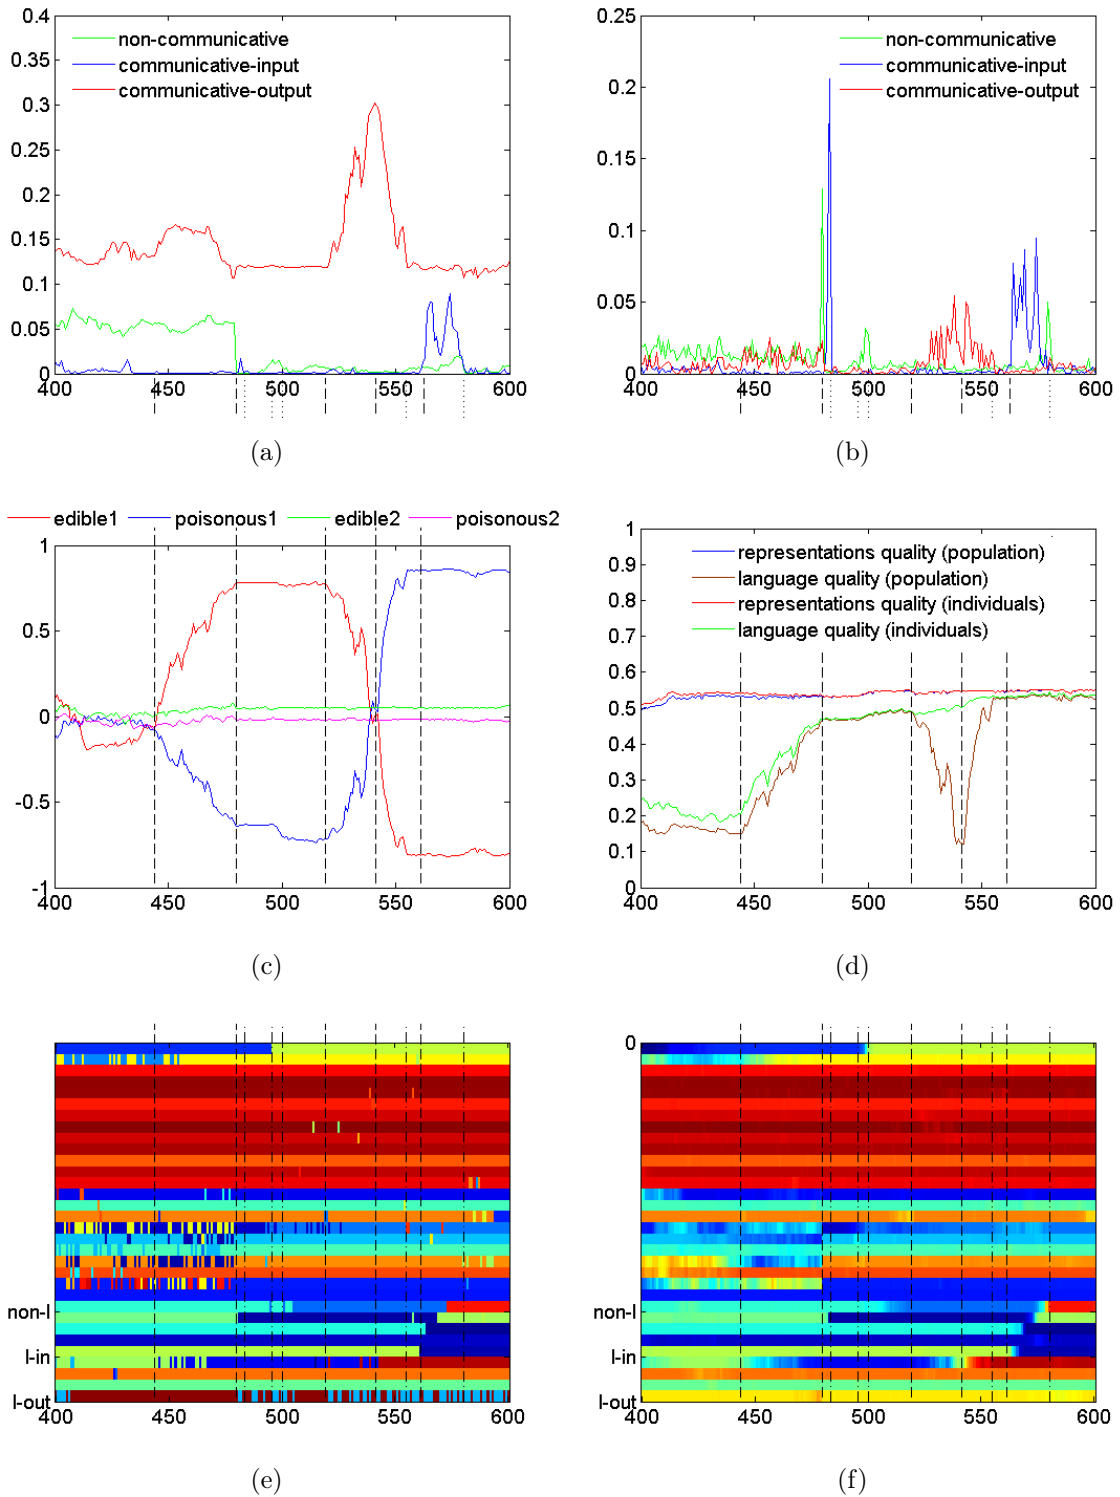 0.4
0.35
0.3
0.25
0.2
0.15
0.1
0.05
0
non-communicative
communicative-input
communicative-output
400 450 500 550 600
(a)
0.25
0.2
0.15
0.1
0.05
0
non-communicative
communicative-input
communicative-output
400 450 500 550 600
(b)
edible1 poisonous1 edible2 poisonous2
1
0.5
0
-0.5
-1
400 450 500 550 600
(c)
1
0.9
0.8
0.7
0.6
0.5
0.4
0.3
0.2
0.1
0
representations quality (population)
language quality (population)
representations quality (individuals)
language quality (individuals)
400 450 500 550 600
(d)
non-l
l-in
l-out
400 450 500 550 600
(e)
0
non-l
l-in
l-out
400 450 500 550 600
(f)